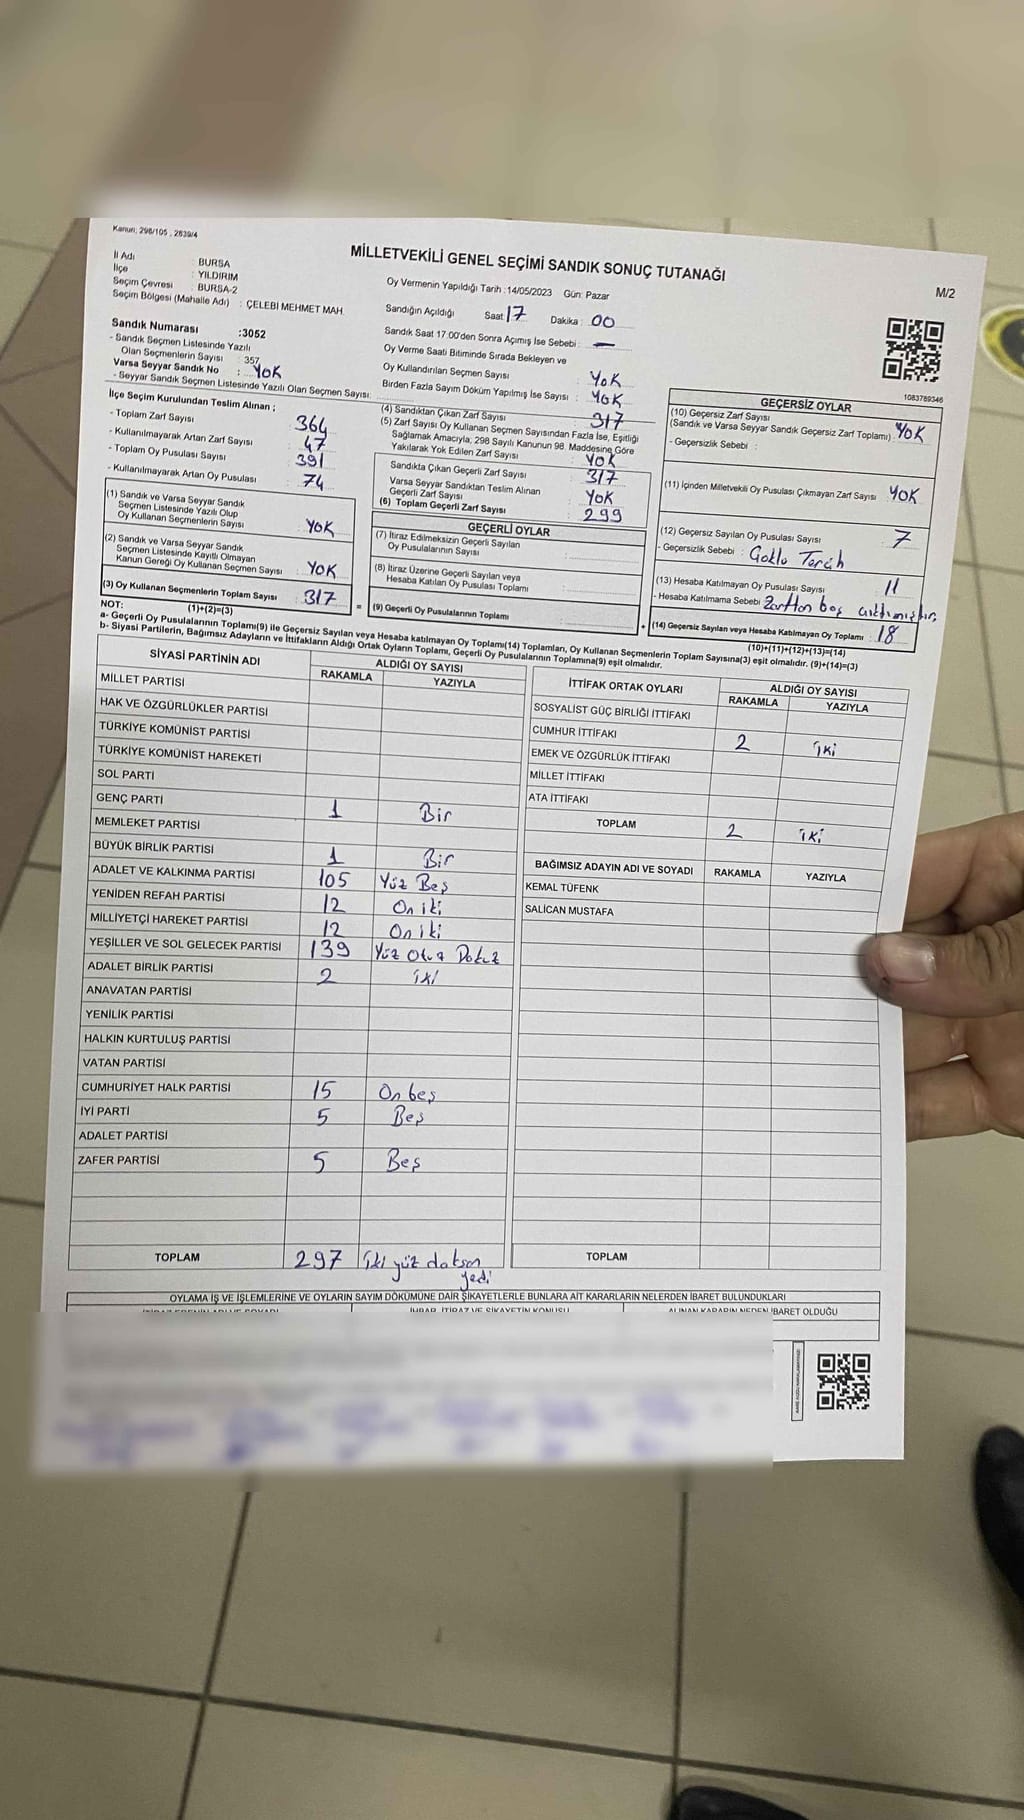 Kanun: 298/105 , 2839/4
MİLLETVEKİLİ GENEL SEÇİMİ SANDIK SONUÇ TUTANAĞI
M/2
İl Adı : BURSA
İlçe : YILDIRIM
Seçim Çevresi : BURSA-2
Seçim Bölgesi (Mahalle Adı) : ÇELEBİ MEHMET MAH.
Sandık Numarası :3052
- Sandık Seçmen Listesinde Yazılı
Olan Seçmenlerin Sayısı : 357
Varsa Seyyar Sandık No : YOK
- Seyyar Sandık Seçmen Listesinde Yazılı Olan Seçmen Sayısı:
Oy Vermenin Yapıldığı Tarih :14/05/2023 Gün: Pazar
Sandığın Açıldığı Saat 17 Dakika : 00
Sandık Saat 17.00'den Sonra Açımış İse Sebebi : —
Oy Verme Saati Bitiminde Sırada Bekleyen ve
Oy Kullandırılan Seçmen Sayısı : YOK
Birden Fazla Sayım Döküm Yapılmış İse Sayısı : YOK
1083789346
İlçe Seçim Kurulundan Teslim Alınan ;
- Toplam Zarf Sayısı : 364
- Kullanılmayarak Artan Zarf Sayısı : 47
- Toplam Oy Pusulası Sayısı : 391
- Kullanılmayarak Artan Oy Pusulası : 74
(1) Sandık ve Varsa Seyyar Sandık
Seçmen Listesinde Yazılı Olup
Oy Kullanan Seçmenlerin Sayısı : YOK
(2) Sandık ve Varsa Seyyar Sandık
Seçmen Listesinde Kayıtlı Olmayan
Kanun Gereği Oy Kullanan Seçmen Sayısı : YOK
(3) Oy Kullanan Seçmenlerin Toplam Sayısı : 317
(1)+(2)=(3)
(4) Sandıktan Çıkan Zarf Sayısı : 317
(5) Zarf Sayısı Oy Kullanan Seçmen Sayısından Fazla İse, Eşitliği
Sağlamak Amacıyla, 298 Sayılı Kanunun 98. Maddesine Göre
Yakılarak Yok Edilen Zarf Sayısı : YOK
Sandıkta Çıkan Geçerli Zarf Sayısı : 317
Varsa Seyyar Sandıktan Teslim Alınan
Geçerli Zarf Sayısı : YOK
(6) Toplam Geçerli Zarf Sayısı : 299
GEÇERLİ OYLAR
(7) İtiraz Edilmeksizin Geçerli Sayılan
Oy Pusulalarının Sayısı :
(8) İtiraz Üzerine Geçerli Sayılan veya
Hesaba Katılan Oy Pusulası Toplamı :
= (9) Geçerli Oy Pusulalarının Toplamı : +
GEÇERSİZ OYLAR
(10) Geçersiz Zarf Sayısı
(Sandık ve Varsa Seyyar Sandık Geçersiz Zarf Toplamı) : YOK
- Geçersizlik Sebebi :
(11) İçinden Milletvekili Oy Pusulası Çıkmayan Zarf Sayısı : YOK
(12) Geçersiz Sayılan Oy Pusulası Sayısı : 7
- Geçersizlik Sebebi : Çoklu Tercih
(13) Hesaba Katılmayan Oy Pusulası Sayısı : 11
- Hesaba Katılmama Sebebi : Zarftan boş çıktımıştır.
(14) Geçersiz Sayılan veya Hesaba Katılmayan Oy Toplamı : 18
(10)+(11)+(12)+(13)=(14)
NOT:
a- Geçerli Oy Pusulalarının Toplamı(9) ile Geçersiz Sayılan veya Hesaba katılmayan Oy Toplamı(14) Toplamları, Oy Kullanan Seçmenlerin Toplam Sayısına(3) eşit olmalıdır. (9)+(14)=(3)
b- Siyasi Partilerin, Bağımsız Adayların ve İttifakların Aldığı Ortak Oyların Toplamı, Geçerli Oy Pusulalarının Toplamına(9) eşit olmalıdır.
SİYASİ PARTİNİN ADI ALDIĞI OY SAYISI
RAKAMLA YAZIYLA
MİLLET PARTİSİ
HAK VE ÖZGÜRLÜKLER PARTİSİ
TÜRKİYE KOMÜNİST PARTİSİ
TÜRKİYE KOMÜNİST HAREKETİ
SOL PARTİ
GENÇ PARTİ 1 Bir
MEMLEKET PARTİSİ
BÜYÜK BİRLİK PARTİSİ 1 Bir
ADALET VE KALKINMA PARTİSİ 105 Yüz Beş
YENİDEN REFAH PARTİSİ 12 On iki
MİLLİYETÇİ HAREKET PARTİSİ 12 On iki
YEŞİLLER VE SOL GELECEK PARTİSİ 139 Yüz Otuz Dokuz
ADALET BİRLİK PARTİSİ 2 iki
ANAVATAN PARTİSİ
YENİLİK PARTİSİ
HALKIN KURTULUŞ PARTİSİ
VATAN PARTİSİ
CUMHURİYET HALK PARTİSİ 15 On beş
İYİ PARTİ 5 Beş
ADALET PARTİSİ
ZAFER PARTİSİ 5 Beş
TOPLAM 297 iki yüz doksan
yedi
İTTİFAK ORTAK OYLARI ALDIĞI OY SAYISI
RAKAMLA YAZIYLA
SOSYALİST GÜÇ BİRLİĞİ İTTİFAKI
CUMHUR İTTİFAKI 2 iki
EMEK VE ÖZGÜRLÜK İTTİFAKI
MİLLET İTTİFAKI
ATA İTTİFAKI
TOPLAM 2 iki
BAĞIMSIZ ADAYIN ADI VE SOYADI RAKAMLA YAZIYLA
KEMAL TÜFENK
SALİCAN MUSTAFA
TOPLAM
OYLAMA İŞ VE İŞLEMLERİNE VE OYLARIN SAYIM DÖKÜMÜNE DAİR ŞİKAYETLERLE BUNLARA AİT KARARLARIN NELERDEN İBARET BULUNDUKLARI
İHBAR, İTİRAZ VE ŞİKAYETİN KONUSU ALINAN KARARIN NEDEN İBARET OLDUĞU